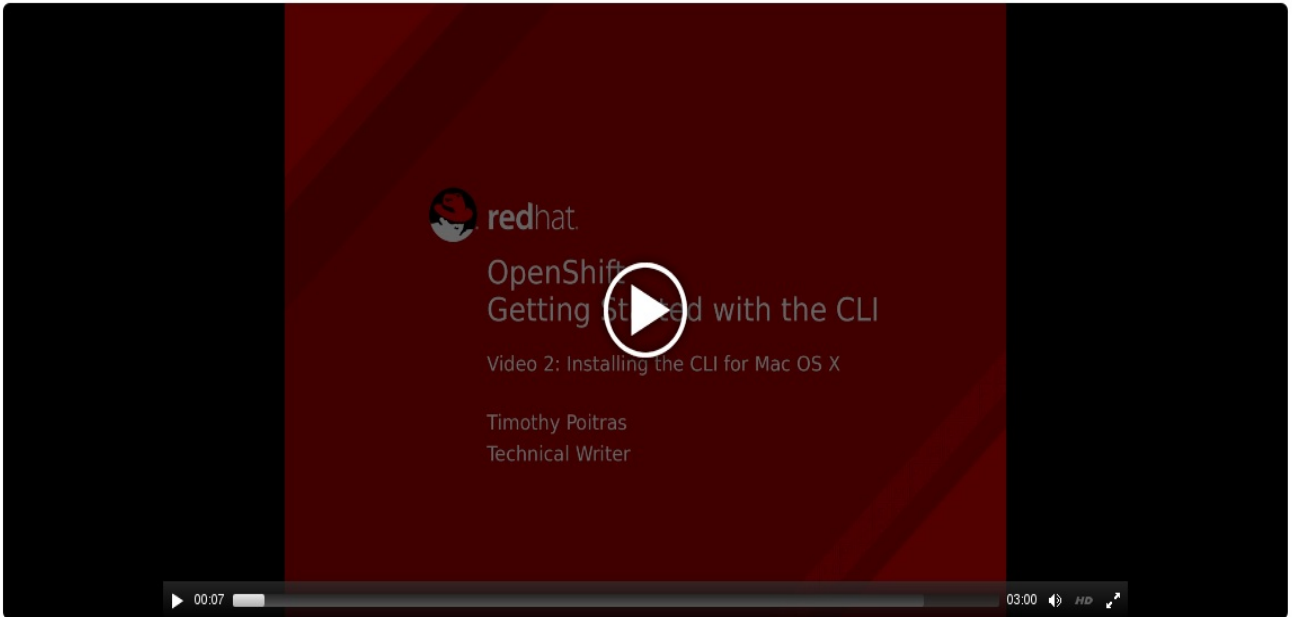 redhat.
OpenShift
Getting Started with the CLI
Video 2: Installing the CLI for Mac OS X
Timothy Poitras
Technical Writer
00:07
03:00
HD